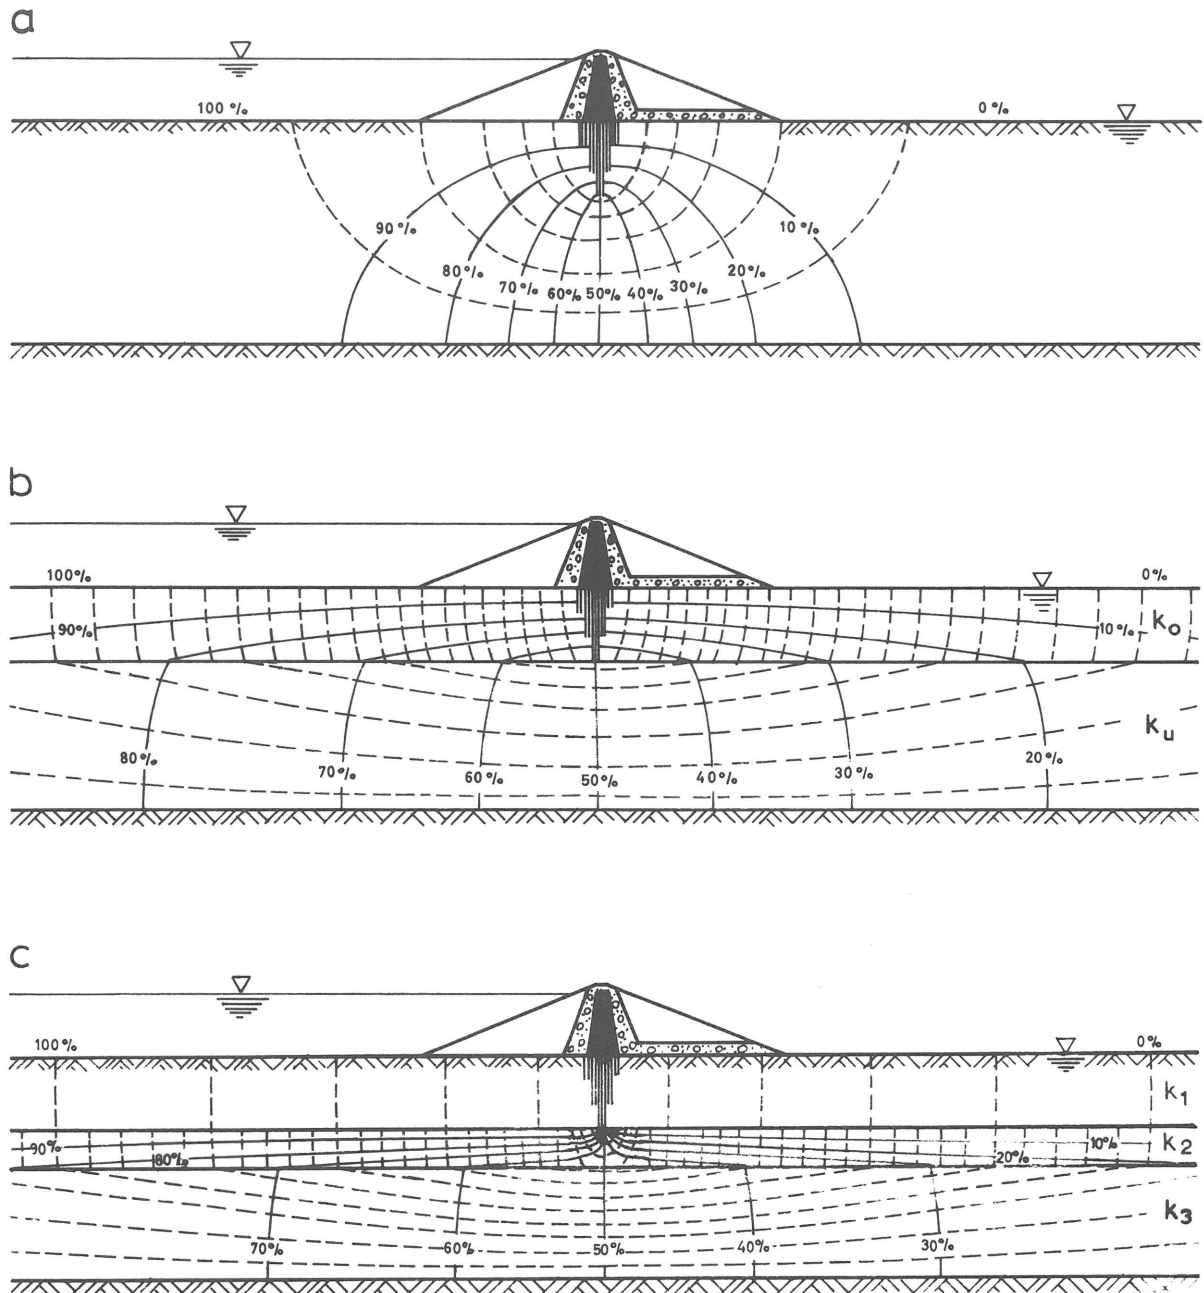 a
100 % 0 %
90 % 10 %
80 % 20 %
70 % 60 % 50 % 40 % 30 %
b
100 % 0 %
90 % 10 % ko
ku
80 % 70 % 60 % 50 % 40 % 30 % 20 %
c
100 % 0 %
k1
90 % 80 % 20 % 10 % k2
k3
70 % 60 % 50 % 40 % 30 %